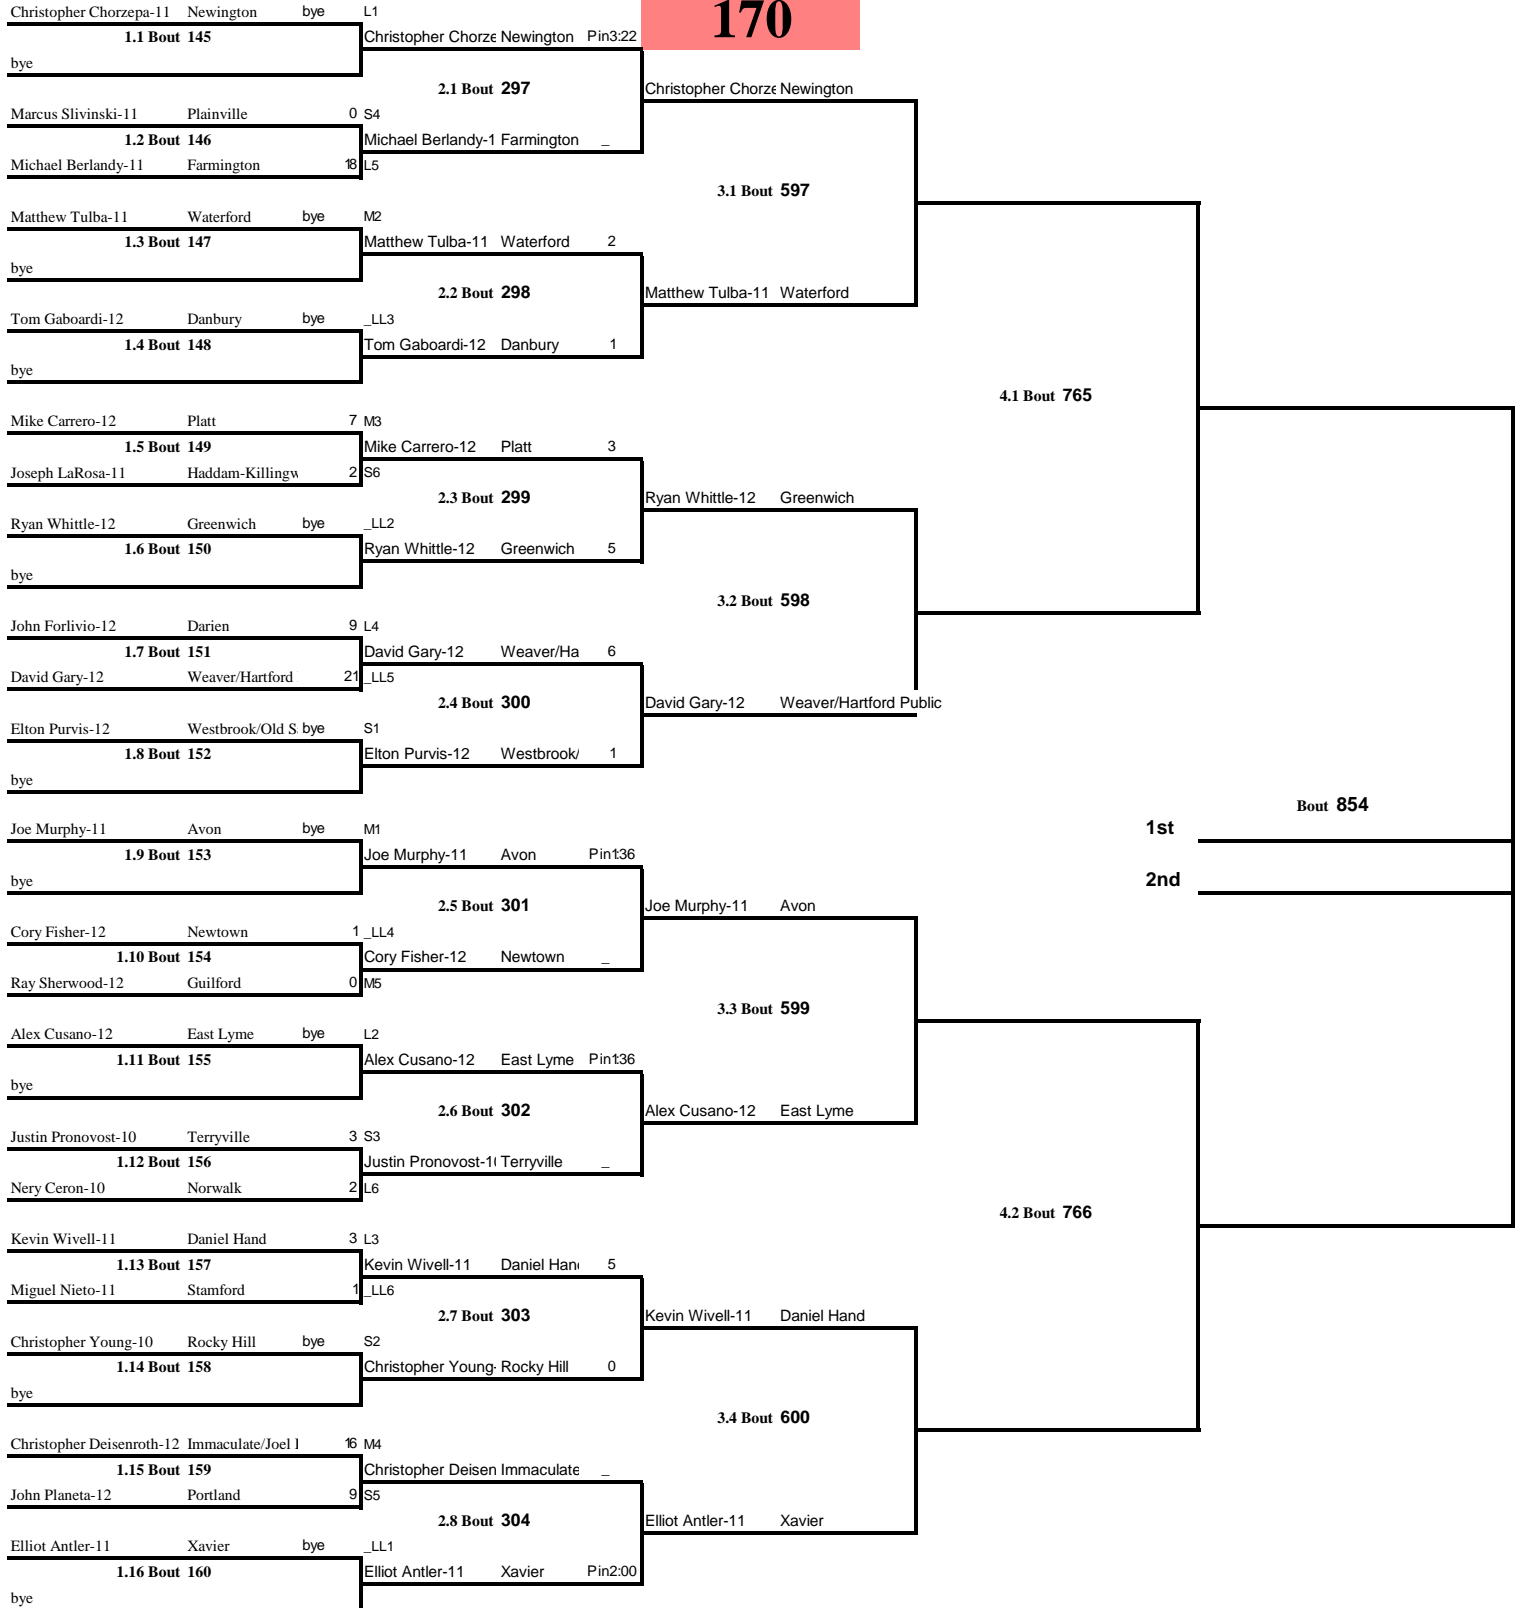 170
Christopher Chorzepa-11 Newington bye L1
1.1 Bout 145 Christopher Chorze Newington Pin3:22
bye
2.1 Bout 297 Christopher Chorze Newington
Marcus Slivinski-11 Plainville 0 S4
1.2 Bout 146 Michael Berlandy-1 Farmington _
Michael Berlandy-11 Farmington 18 L5
3.1 Bout 597
Matthew Tulba-11 Waterford bye M2
1.3 Bout 147 Matthew Tulba-11 Waterford 2
bye
2.2 Bout 298 Matthew Tulba-11 Waterford
Tom Gaboardi-12 Danbury bye _LL3
1.4 Bout 148 Tom Gaboardi-12 Danbury 1
bye
4.1 Bout 765
Mike Carrero-12 Platt 7 M3
1.5 Bout 149 Mike Carrero-12 Platt 3
Joseph LaRosa-11 Haddam-Killingw 2 S6
2.3 Bout 299 Ryan Whittle-12 Greenwich
Ryan Whittle-12 Greenwich bye _LL2
1.6 Bout 150 Ryan Whittle-12 Greenwich 5
bye
3.2 Bout 598
John Forlivio-12 Darien 9 L4
1.7 Bout 151 David Gary-12 Weaver/Ha 6
David Gary-12 Weaver/Hartford 21 _LL5
2.4 Bout 300 David Gary-12 Weaver/Hartford Public
Elton Purvis-12 Westbrook/Old S bye S1
1.8 Bout 152 Elton Purvis-12 Westbrook/ 1
bye
Bout 854
Joe Murphy-11 Avon bye M1 1st
1.9 Bout 153 Joe Murphy-11 Avon Pin1:36
bye 2nd
2.5 Bout 301 Joe Murphy-11 Avon
Cory Fisher-12 Newtown 1 _LL4
1.10 Bout 154 Cory Fisher-12 Newtown _
Ray Sherwood-12 Guilford 0 M5
3.3 Bout 599
Alex Cusano-12 East Lyme bye L2
1.11 Bout 155 Alex Cusano-12 East Lyme Pin1:36
bye
2.6 Bout 302 Alex Cusano-12 East Lyme
Justin Pronovost-10 Terryville 3 S3
1.12 Bout 156 Justin Pronovost-1( Terryville _
Nery Ceron-10 Norwalk 2 L6
4.2 Bout 766
Kevin Wivell-11 Daniel Hand 3 L3
1.13 Bout 157 Kevin Wivell-11 Daniel Han 5
Miguel Nieto-11 Stamford 1 _LL6
2.7 Bout 303 Kevin Wivell-11 Daniel Hand
Christopher Young-10 Rocky Hill bye S2
1.14 Bout 158 Christopher Young- Rocky Hill 0
bye
3.4 Bout 600
Christopher Deisenroth-12 Immaculate/Joel 16 M4
1.15 Bout 159 Christopher Deisen Immaculate _
John Planeta-12 Portland 9 S5
2.8 Bout 304 Elliot Antler-11 Xavier
Elliot Antler-11 Xavier bye _LL1
1.16 Bout 160 Elliot Antler-11 Xavier Pin2:00
bye